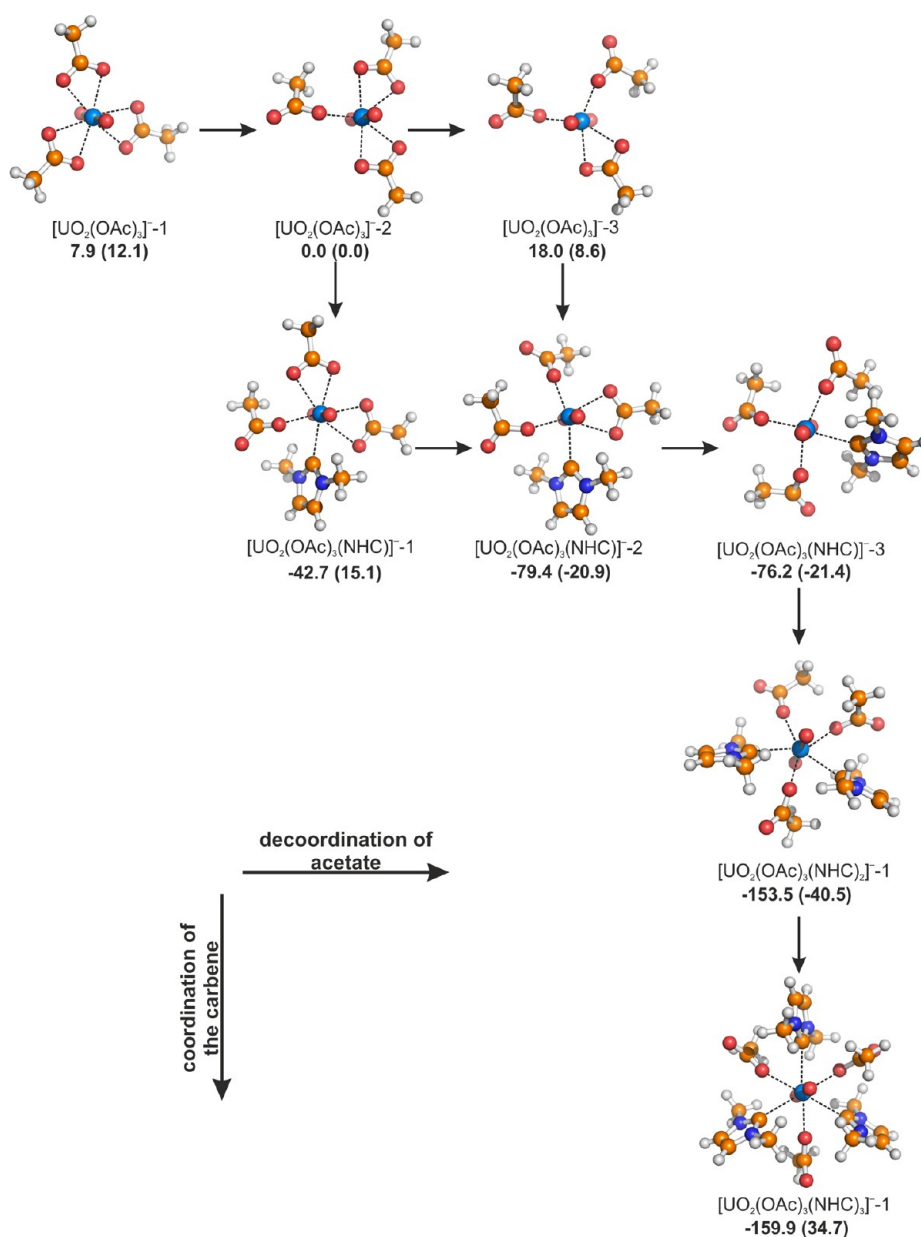 [UO₂(OAc)₃]⁻-1
7.9 (12.1)
[UO₂(OAc)₃]⁻-2
0.0 (0.0)
[UO₂(OAc)₃]⁻-3
18.0 (8.6)
[UO₂(OAc)₃(NHC)]⁻-1
-42.7 (15.1)
[UO₂(OAc)₃(NHC)]⁻-2
-79.4 (-20.9)
[UO₂(OAc)₃(NHC)]⁻-3
-76.2 (-21.4)
decoordination of
acetate
coordination of
the carbene
[UO₂(OAc)₃(NHC)₂]⁻-1
-153.5 (-40.5)
[UO₂(OAc)₃(NHC)₃]⁻-1
-159.9 (34.7)